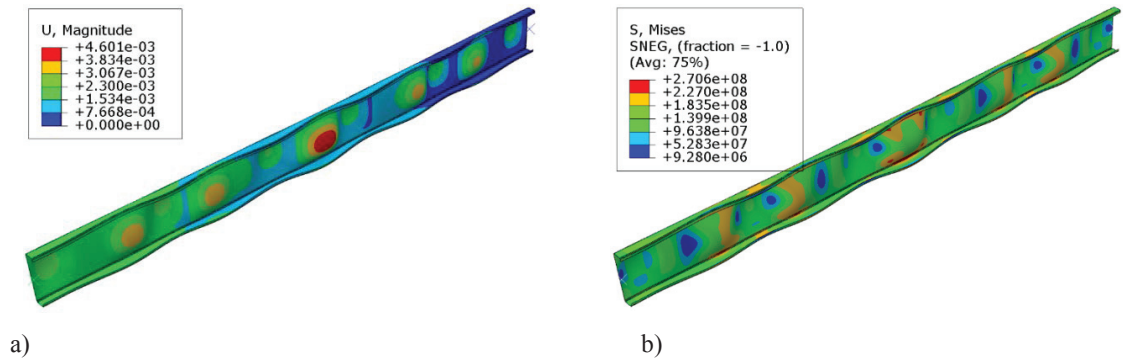 U, Magnitude
+4.601e-03
+3.834e-03
+3.067e-03
+2.300e-03
+1.534e-03
+7.668e-04
+0.000e+00
S, Mises
SNEG, (fraction = -1.0)
(Avg: 75%)
+2.706e+08
+2.270e+08
+1.835e+08
+1.399e+08
+9.638e+07
+5.283e+07
+9.280e+06
a)
b)